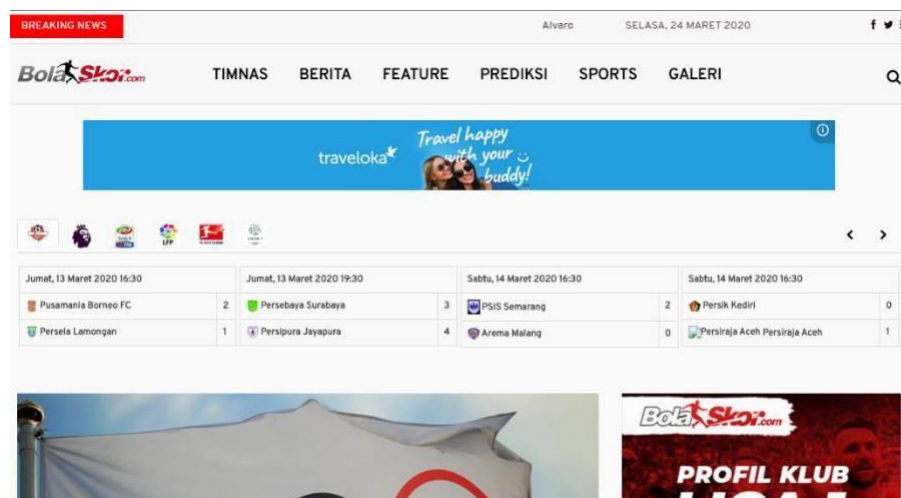 BREAKING NEWS
Alvaro
SELASA, 24 MARET 2020
BolaSkor.com
TIMNAS BERITA FEATURE PREDIKSI SPORTS GALERI
traveloka
Travel happy
with your
buddy!
LFP
Jumat, 13 Maret 2020 16:30
Pusamania Borneo FC 2
Persela Lamongan 1
Jumat, 13 Maret 2020 19:30
Persebaya Surabaya 3
Persipura Jayapura 4
Sabtu, 14 Maret 2020 16:30
PSIS Semarang 2
Arema Malang 0
Sabtu, 14 Maret 2020 16:30
Persik Kediri 0
Persiraja Aceh Persiraja Aceh 1
BolaSkor.com
PROFIL KLUB